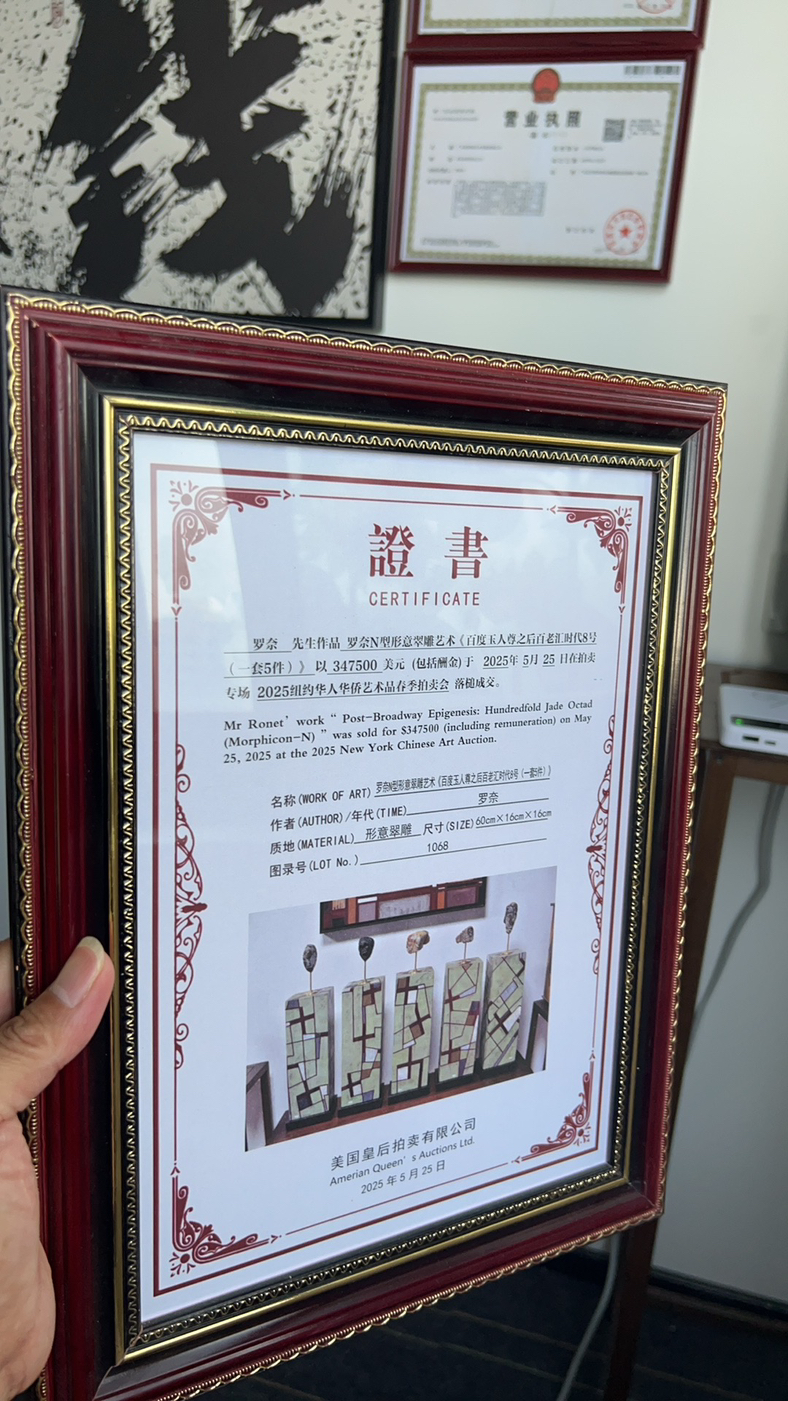 营业执照
證書
CERTIFICATE
罗奈 先生作品 罗奈N型形意翠雕艺术《百度玉人尊之后百老汇时代8号
（一套5件）》 以 347500 美元 (包括酬金) 于 2025年 5月 25 日在拍卖
专场 2025纽约华人华侨艺术品春季拍卖会 落槌成交。
Mr Ronet’ work “ Post-Broadway Epigenesis: Hundredfold Jade Octad
(Morphicon-N) ” was sold for $347500 (including remuneration) on May
25, 2025 at the 2025 New York Chinese Art Auction.
名称(WORK OF ART) 罗奈N型形意翠雕艺术《百度玉人尊之后百老汇时代8号（一套5件）》
作者(AUTHOR)/年代(TIME) 罗奈
质地(MATERIAL) 形意翠雕 尺寸(SIZE) 60cm×16cm×16cm
图录号(LOT No.) 1068
美国皇后拍卖有限公司
Amerian Queen’s Auctions Ltd.
2025 年 5 月 25 日